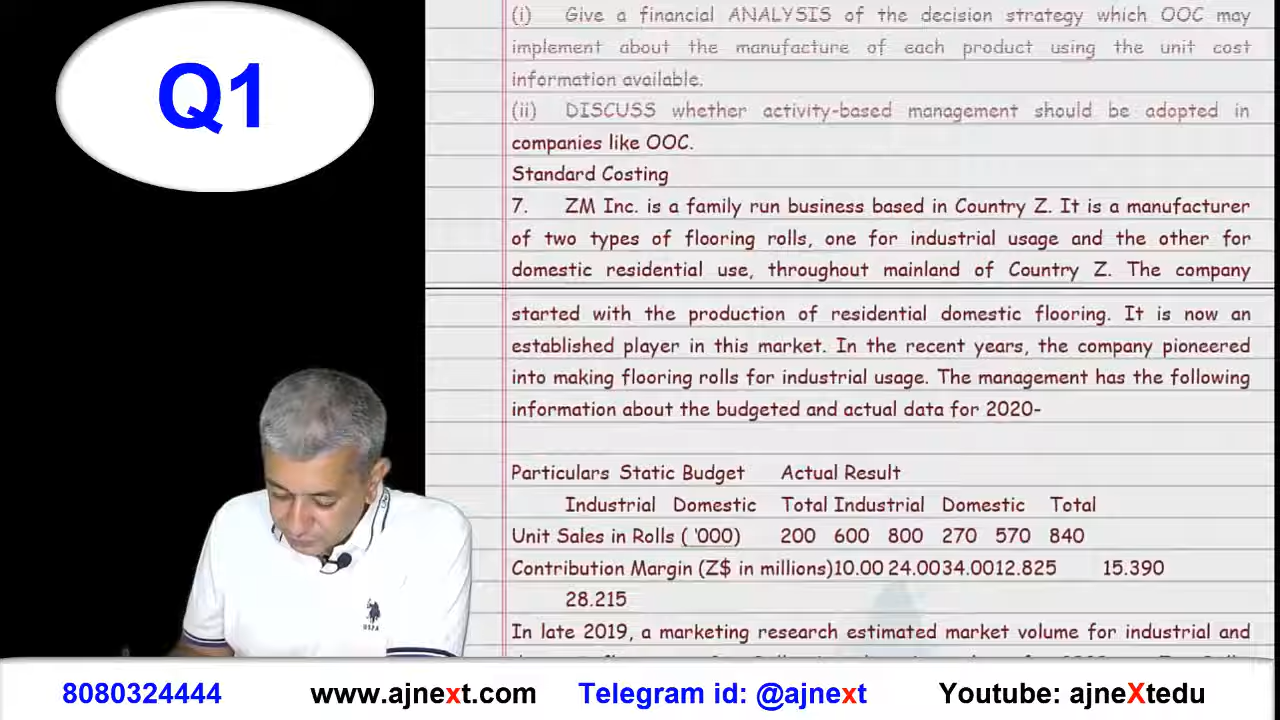 Q1
(i) Give a financial ANALYSIS of the decision strategy which OOC may
implement about the manufacture of each product using the unit cost
information available.
(ii) DISCUSS whether activity-based management should be adopted in
companies like OOC.
Standard Costing
7. ZM Inc. is a family run business based in Country Z. It is a manufacturer
of two types of flooring rolls, one for industrial usage and the other for
domestic residential use, throughout mainland of Country Z. The company
started with the production of residential domestic flooring. It is now an
established player in this market. In the recent years, the company pioneered
into making flooring rolls for industrial usage. The management has the following
information about the budgeted and actual data for 2020-
Particulars Static Budget Actual Result
Industrial Domestic Total Industrial Domestic Total
Unit Sales in Rolls ( '000) 200 600 800 270 570 840
Contribution Margin (Z$ in millions)10.00 24.0034.0012.825 15.390
28.215
In late 2019, a marketing research estimated market volume for industrial and
USPA
8080324444 www.ajnext.com Telegram id: @ajnext Youtube: ajneXtedu